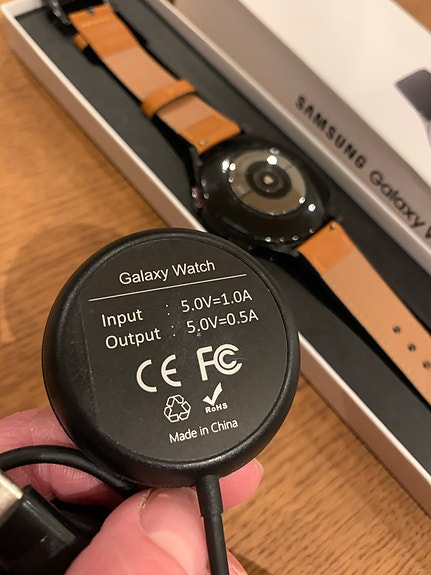 SAMSUNG Galaxy W
Galaxy Watch
Input : 5.0V=1.0A
Output : 5.0V=0.5A
CE FC
RoHS
Made in China